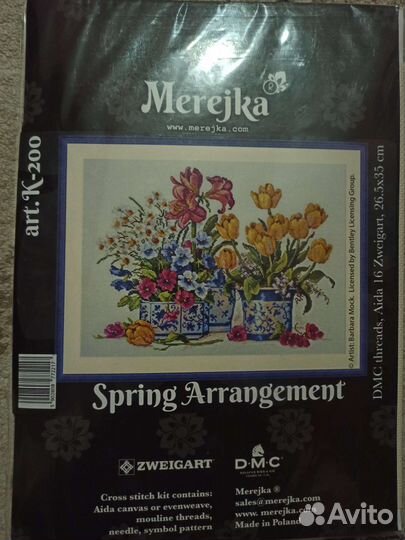 Merejka
www.merejka.com
art.K-200
© Artist: Barbara Mock. Licensed by Bentley Licensing Group.
DMC threads, Aida 16 Zweigart, 26,5x35 cm
Spring Arrangement
ZWEIGART
DMC
Cross stitch kit contains:
Aida canvas or evenweave,
mouline threads,
needle, symbol pattern
Merejka ®
sales@merejka.com
www.merejka.com
Made in Poland
Avito